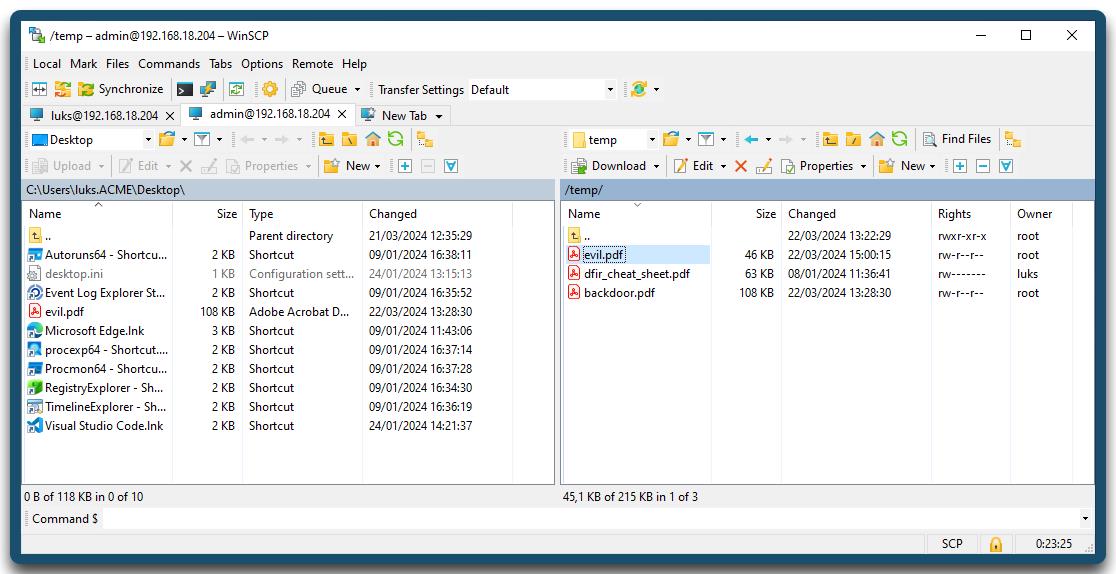 /temp – admin@192.168.18.204 – WinSCP
Local Mark Files Commands Tabs Options Remote Help
Synchronize Queue Transfer Settings Default
luks@192.168.18.204 admin@192.168.18.204 New Tab
Desktop temp Find Files
Upload Edit Properties New Download Edit Properties New
C:\Users\luks.ACME\Desktop\
Name Size Type Changed
.. Parent directory 21/03/2024 12:35:29
Autoruns64 - Shortcu... 2 KB Shortcut 09/01/2024 16:38:11
desktop.ini 1 KB Configuration sett... 24/01/2024 13:15:13
Event Log Explorer St... 2 KB Shortcut 09/01/2024 16:35:52
evil.pdf 108 KB Adobe Acrobat D... 22/03/2024 13:28:30
Microsoft Edge.lnk 3 KB Shortcut 09/01/2024 11:43:06
procexp64 - Shortcut.... 2 KB Shortcut 09/01/2024 16:37:14
Procmon64 - Shortcu... 2 KB Shortcut 09/01/2024 16:37:28
RegistryExplorer - Sh... 2 KB Shortcut 09/01/2024 16:34:30
TimelineExplorer - Sh... 2 KB Shortcut 09/01/2024 16:36:19
Visual Studio Code.lnk 2 KB Shortcut 24/01/2024 14:21:37
0 B of 118 KB in 0 of 10
/temp/
Name Size Changed Rights Owner
.. 22/03/2024 13:22:29 rwxr-xr-x root
evil.pdf 46 KB 22/03/2024 15:00:15 rw-r--r-- root
dfir_cheat_sheet.pdf 63 KB 08/01/2024 11:36:41 rw------- luks
backdoor.pdf 108 KB 22/03/2024 13:28:30 rw-r--r-- root
45,1 KB of 215 KB in 1 of 3
Command $
SCP 0:23:25